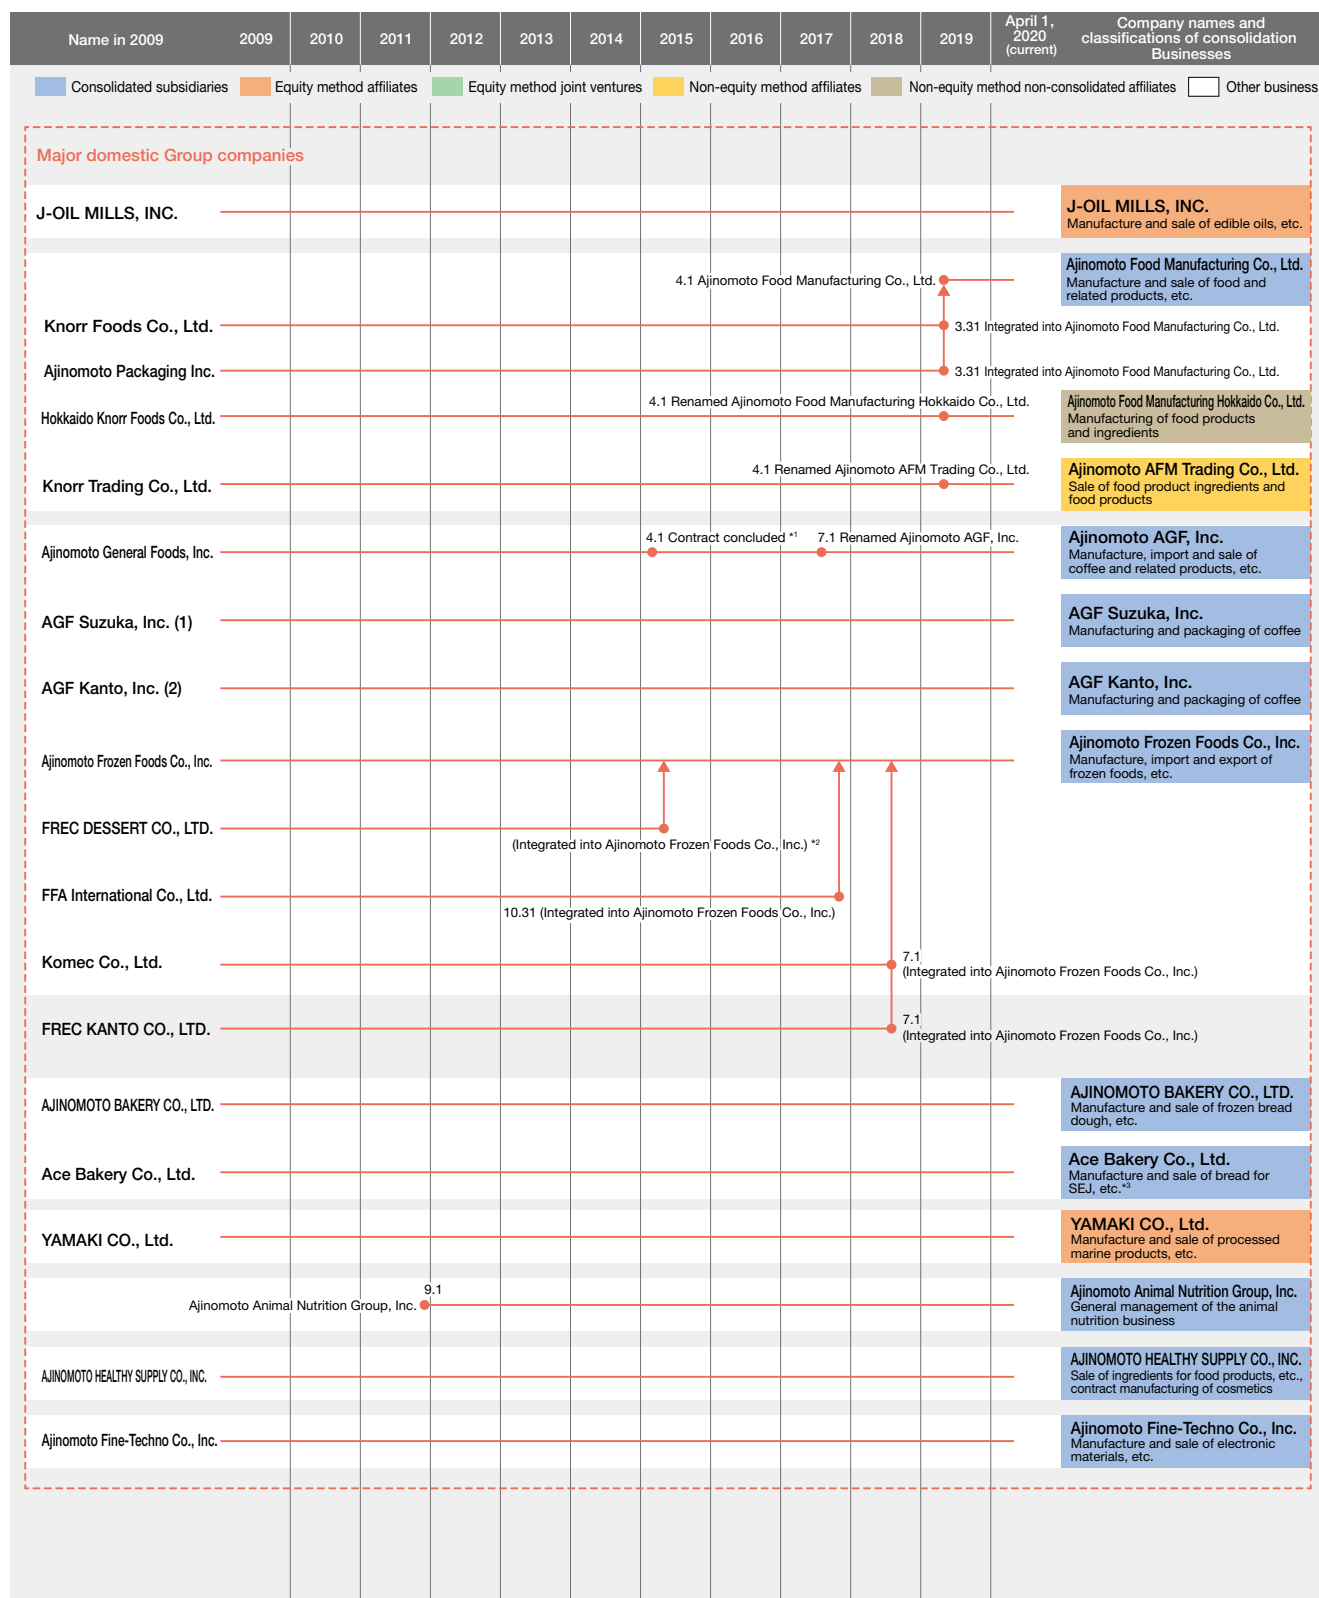 Name in 2009 2009 2010 2011 2012 2013 2014 2015 2016 2017 2018 2019 April 1, 2020 (current) Company names and classifications of consolidation Businesses
Consolidated subsidiaries Equity method affiliates Equity method joint ventures Non-equity method affiliates Non-equity method non-consolidated affiliates Other business
Major domestic Group companies
J-OIL MILLS, INC.
J-OIL MILLS, INC.
Manufacture and sale of edible oils, etc.
4.1 Ajinomoto Food Manufacturing Co., Ltd.
Ajinomoto Food Manufacturing Co., Ltd.
Manufacture and sale of food and
related products, etc.
Knorr Foods Co., Ltd.
3.31 Integrated into Ajinomoto Food Manufacturing Co., Ltd.
Ajinomoto Packaging Inc.
3.31 Integrated into Ajinomoto Food Manufacturing Co., Ltd.
Hokkaido Knorr Foods Co., Ltd.
4.1 Renamed Ajinomoto Food Manufacturing Hokkaido Co., Ltd.
Ajinomoto Food Manufacturing Hokkaido Co., Ltd.
Manufacturing of food products
and ingredients
Knorr Trading Co., Ltd.
4.1 Renamed Ajinomoto AFM Trading Co., Ltd.
Ajinomoto AFM Trading Co., Ltd.
Sale of food product ingredients and
food products
Ajinomoto General Foods, Inc.
4.1 Contract concluded *1
7.1 Renamed Ajinomoto AGF, Inc.
Ajinomoto AGF, Inc.
Manufacture, import and sale of
coffee and related products, etc.
AGF Suzuka, Inc. (1)
AGF Suzuka, Inc.
Manufacturing and packaging of coffee
AGF Kanto, Inc. (2)
AGF Kanto, Inc.
Manufacturing and packaging of coffee
Ajinomoto Frozen Foods Co., Inc.
Ajinomoto Frozen Foods Co., Inc.
Manufacture, import and export of
frozen foods, etc.
FREC DESSERT CO., LTD.
(Integrated into Ajinomoto Frozen Foods Co., Inc.) *2
FFA International Co., Ltd.
10.31 (Integrated into Ajinomoto Frozen Foods Co., Inc.)
Komec Co., Ltd.
7.1
(Integrated into Ajinomoto Frozen Foods Co., Inc.)
FREC KANTO CO., LTD.
7.1
(Integrated into Ajinomoto Frozen Foods Co., Inc.)
AJINOMOTO BAKERY CO., LTD.
AJINOMOTO BAKERY CO., LTD.
Manufacture and sale of frozen bread
dough, etc.
Ace Bakery Co., Ltd.
Ace Bakery Co., Ltd.
Manufacture and sale of bread for
SEJ, etc.*3
YAMAKI CO., Ltd.
YAMAKI CO., Ltd.
Manufacture and sale of processed
marine products, etc.
9.1
Ajinomoto Animal Nutrition Group, Inc.
Ajinomoto Animal Nutrition Group, Inc.
General management of the animal
nutrition business
AJINOMOTO HEALTHY SUPPLY CO., INC.
AJINOMOTO HEALTHY SUPPLY CO., INC.
Sale of ingredients for food products, etc.,
contract manufacturing of cosmetics
Ajinomoto Fine-Techno Co., Inc.
Ajinomoto Fine-Techno Co., Inc.
Manufacture and sale of electronic
materials, etc.